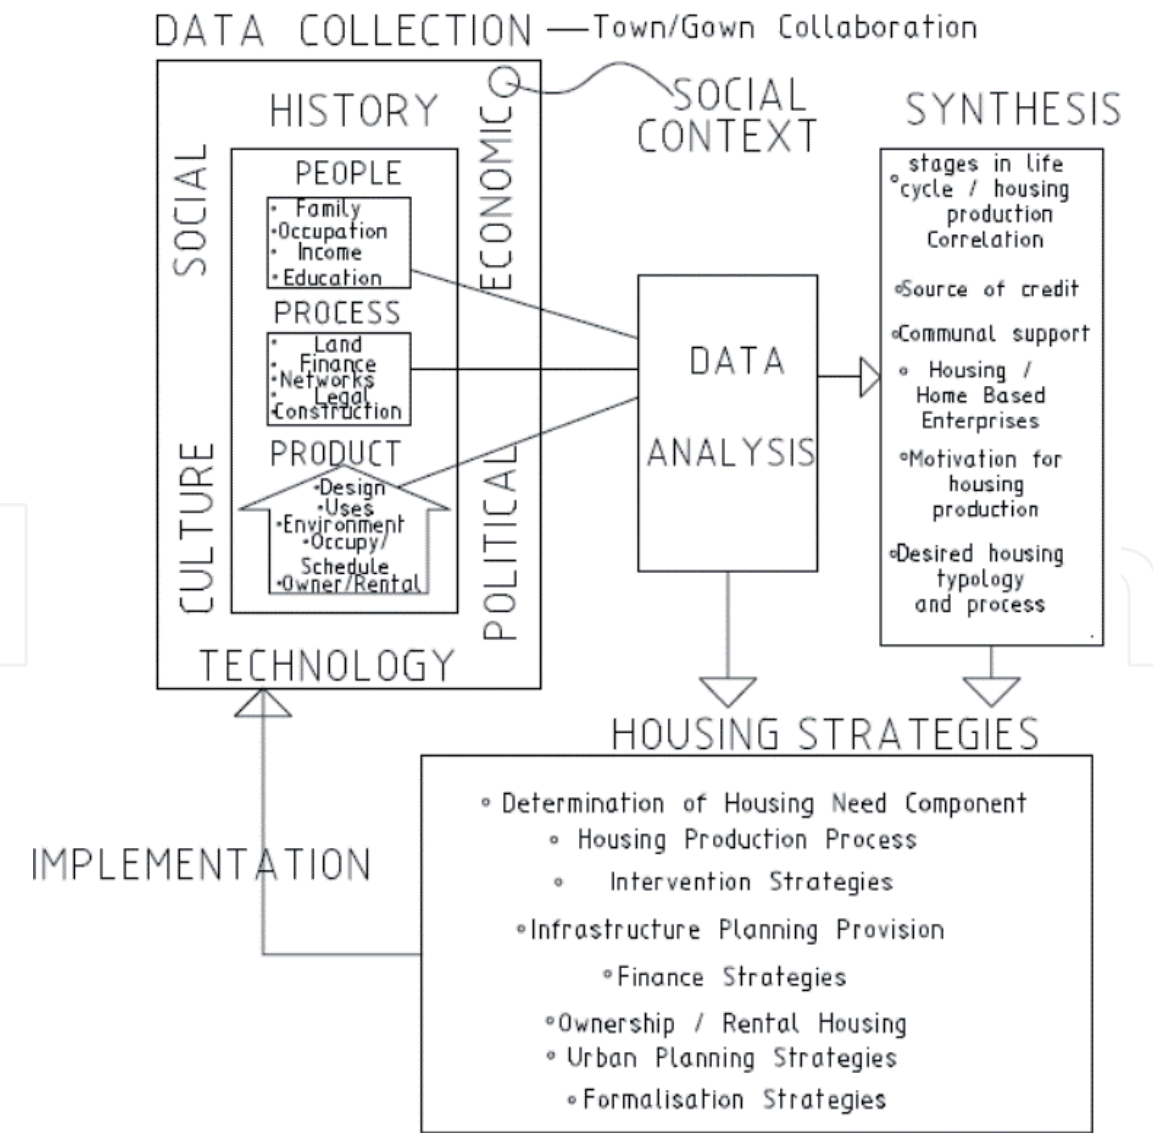 DATA COLLECTION — Town/Gown Collaboration
SOCIAL
CONTEXT
HISTORY
SOCIAL
ECONOMIC
CULTURE
POLITICAL
TECHNOLOGY
PEOPLE
• Family
•Occupation
• Income
•Education
PROCESS
• Land
• Finance
•Networks
• Legal
•Construction
PRODUCT
•Design
•Uses
•Environment
•Occupy/
Schedule
•Owner/Rental
DATA
ANALYSIS
SYNTHESIS
stages in life
°cycle / housing
production
Correlation
°Source of credit
°Communal support
° Housing /
Home Based
Enterprises
°Motivation for
housing
production
°Desired housing
typology
and process
HOUSING STRATEGIES
° Determination of Housing Need Component
° Housing Production Process
° Intervention Strategies
°Infrastructure Planning Provision
°Finance Strategies
°Ownership / Rental Housing
° Urban Planning Strategies
°Formalisation Strategies
IMPLEMENTATION